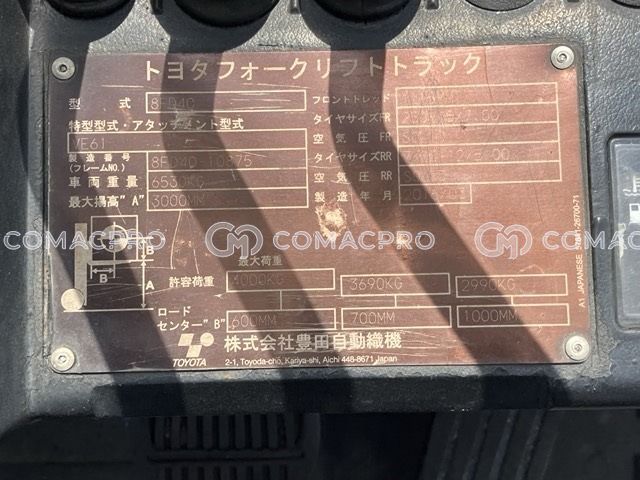 トヨタフォークリフトトラック
型 式 8FD40
フロントトレッド
特型型式・アタッチメント型式
タイヤサイズFR
VE61
空 気 圧 FR
製造番号 8FD40-10875
(フレームNO.)
タイヤサイズRR
車両重量 6530KG
空 気 圧 RR
最大揚高"A" 3000MM
製 造 年 月
COMACPRO COMACPRO COMACPRO
最大荷重
許容荷重 4000KG 3690KG 2990KG
ロード
センター"B" 600MM 700MM 1000MM
B
B
A
TOYOTA 株式会社豊田自動織機
2-1, Toyoda-cho, Kariya-shi, Aichi 448-8671 Japan
A1 JAPANESE